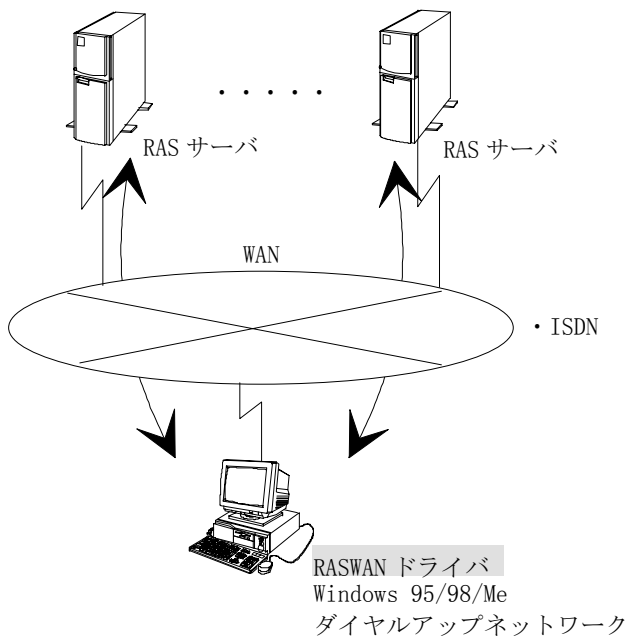 ・・・・・
RAS サーバ
RAS サーバ
WAN
・ISDN
RASWAN ドライバ
Windows 95/98/Me
ダイヤルアップネットワーク